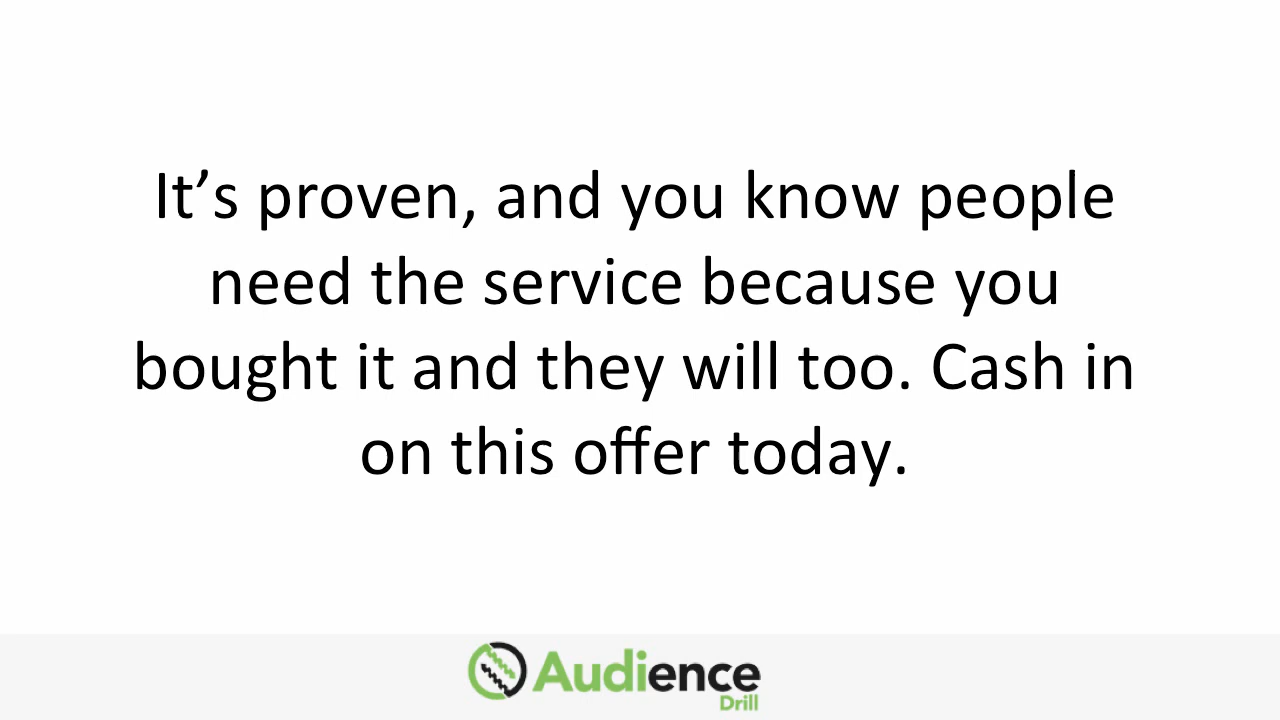 It’s proven, and you know people
need the service because you
bought it and they will too. Cash in
on this offer today.
Audience
Drill